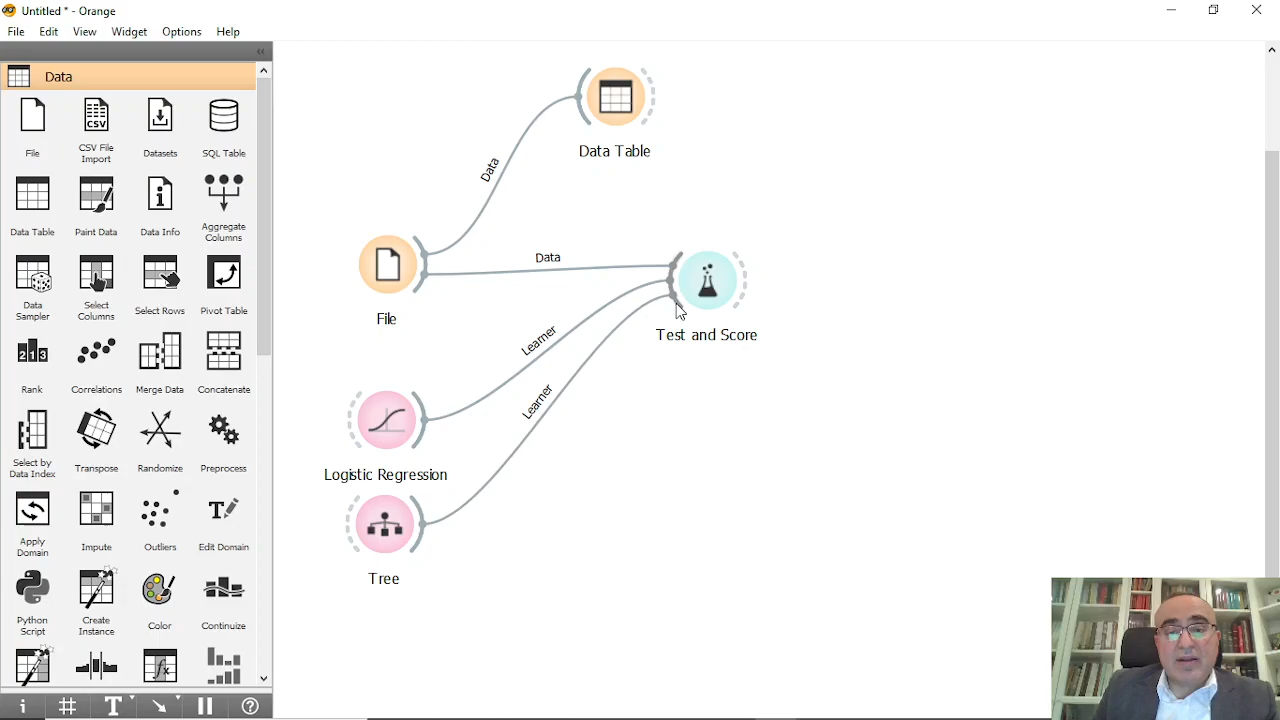 Untitled * - Orange
File Edit View Widget Options Help
Data
File
CSV File
Import
Datasets
SQL Table
Data Table
Paint Data
Data Info
Aggregate
Columns
Data
Sampler
Select
Columns
Select Rows
Pivot Table
Rank
Correlations
Merge Data
Concatenate
Select by
Data Index
Transpose
Randomize
Preprocess
Apply
Domain
Impute
Outliers
Edit Domain
Python
Script
Create
Instance
Color
Continuize
Data
Data Table
Data
File
Test and Score
Learner
Learner
Logistic Regression
Tree